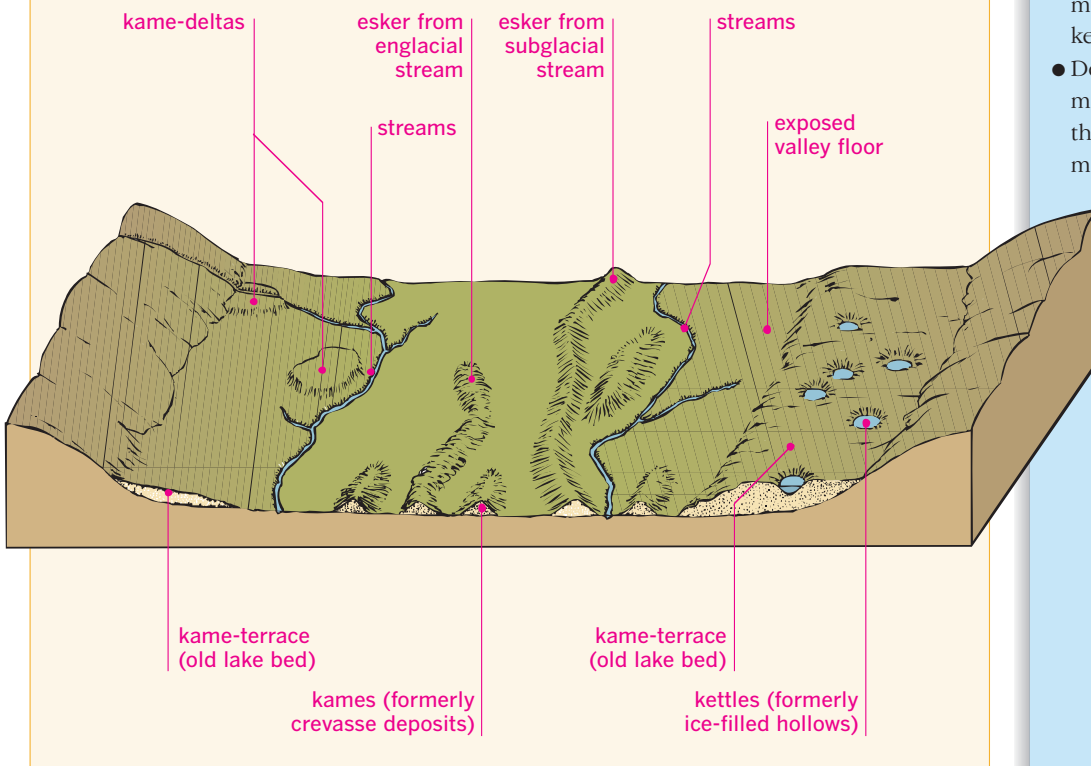 kame-deltas
esker from
englacial
stream
esker from
subglacial
stream
streams
streams
exposed
valley floor
kame-terrace
(old lake bed)
kames (formerly
crevasse deposits)
kame-terrace
(old lake bed)
kettles (formerly
ice-filled hollows)